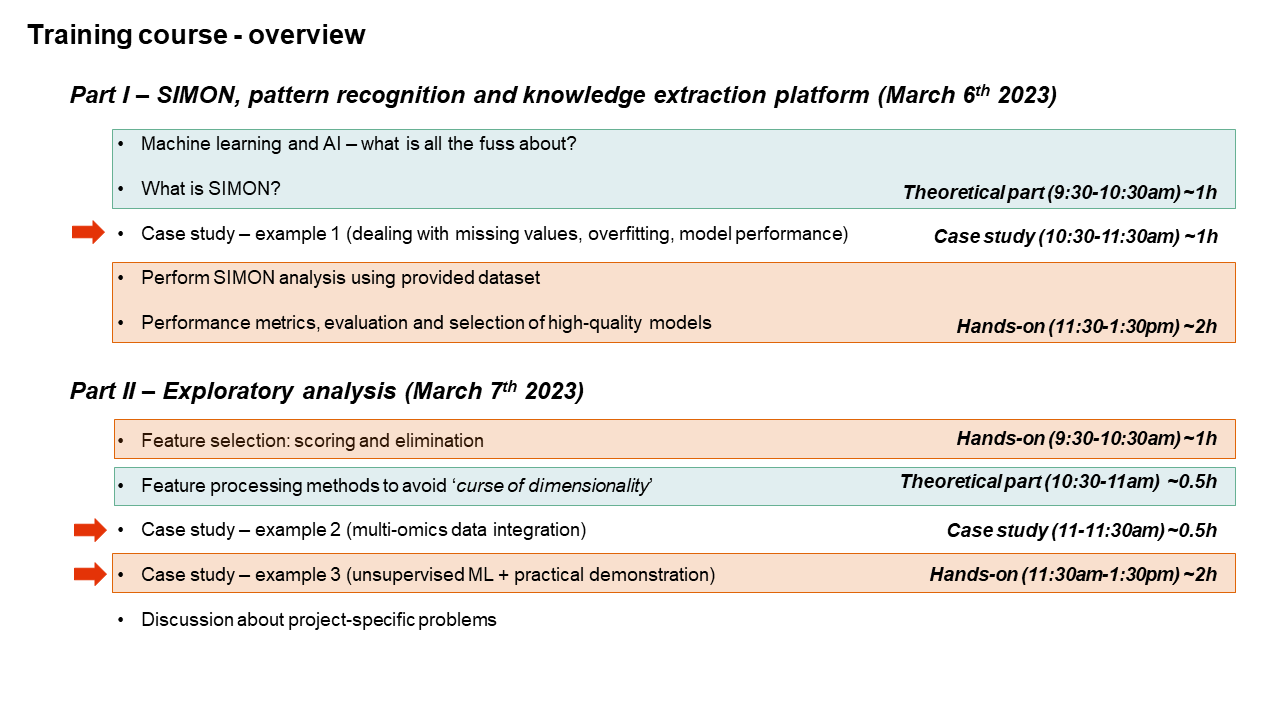 Training course - overview
Part I – SIMON, pattern recognition and knowledge extraction platform (March 6th 2023)
• Machine learning and AI – what is all the fuss about?
• What is SIMON?
Theoretical part (9:30-10:30am) ~1h
• Case study – example 1 (dealing with missing values, overfitting, model performance)
Case study (10:30-11:30am) ~1h
• Perform SIMON analysis using provided dataset
• Performance metrics, evaluation and selection of high-quality models
Hands-on (11:30-1:30pm) ~2h
Part II – Exploratory analysis (March 7th 2023)
• Feature selection: scoring and elimination
Hands-on (9:30-10:30am) ~1h
• Feature processing methods to avoid ‘curse of dimensionality’
Theoretical part (10:30-11am) ~0.5h
• Case study – example 2 (multi-omics data integration)
Case study (11-11:30am) ~0.5h
• Case study – example 3 (unsupervised ML + practical demonstration)
Hands-on (11:30am-1:30pm) ~2h
• Discussion about project-specific problems